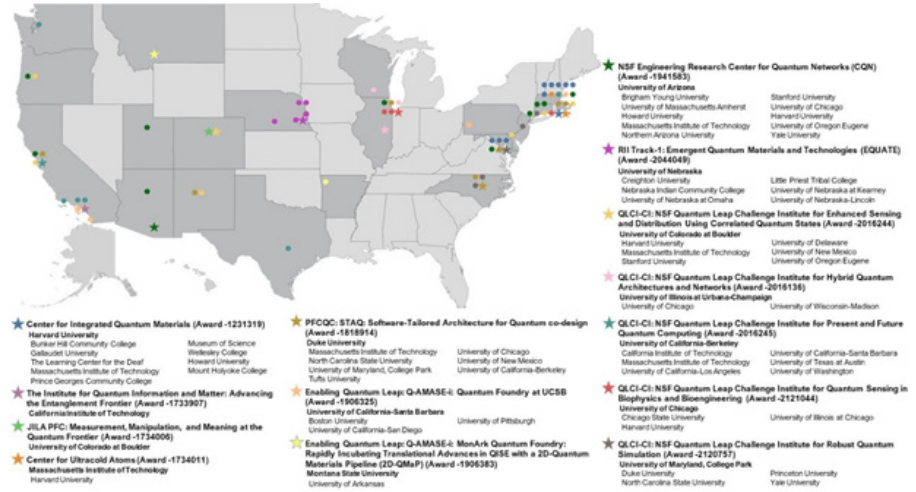 NSF Engineering Research Center for Quantum Networks (CQN)
(Award -1941583)
University of Arizona
Brigham Young University Stanford University
University of Massachusetts-Amherst University of Chicago
Howard University Harvard University
Massachusetts Institute of Technology University of Oregon Eugene
Northern Arizona University Yale University
RII Track-1: Emergent Quantum Materials and Technologies (EQUATE)
(Award -2044049)
University of Nebraska
Creighton University Little Priest Tribal College
Nebraska Indian Community College University of Nebraska at Kearney
University of Nebraska at Omaha University of Nebraska-Lincoln
QLCI-CI: NSF Quantum Leap Challenge Institute for Enhanced Sensing
and Distribution Using Correlated Quantum States (Award -2016244)
University of Colorado at Boulder
Harvard University University of Delaware
Massachusetts Institute of Technology University of New Mexico
Stanford University University of Oregon Eugene
QLCI-CI: NSF Quantum Leap Challenge Institute for Hybrid Quantum
Architectures and Networks (Award -2016136)
University of Illinois at Urbana-Champaign
University of Chicago University of Wisconsin-Madison
QLCI-CI: NSF Quantum Leap Challenge Institute for Present and Future
Quantum Computing (Award -2016245)
University of California-Berkeley
California Institute of Technology University of California-Santa Barbara
Massachusetts Institute of Technology University of Texas at Austin
University of California-Los Angeles University of Washington
QLCI-CI: NSF Quantum Leap Challenge Institute for Quantum Sensing in
Biophysics and Bioengineering (Award -2121044)
University of Chicago
Chicago State University University of Illinois at Chicago
Harvard University
QLCI-CI: NSF Quantum Leap Challenge Institute for Robust Quantum
Simulation (Award -2120757)
University of Maryland, College Park
Duke University Princeton University
North Carolina State University Yale University
Center for Integrated Quantum Materials (Award -1231319)
Harvard University
Bunker Hill Community College Museum of Science
Gallaudet University Wellesley College
The Learning Center for the Deaf Howard University
Massachusetts Institute of Technology Mount Holyoke College
Prince Georges Community College
The Institute for Quantum Information and Matter: Advancing
the Entanglement Frontier (Award -1733907)
California Institute of Technology
JILA PFC: Measurement, Manipulation, and Meaning at the
Quantum Frontier (Award -1734006)
University of Colorado at Boulder
Center for Ultracold Atoms (Award -1734011)
Massachusetts Institute of Technology
Harvard University
PFCQC: STAQ: Software-Tailored Architecture for Quantum co-design
(Award -1818914)
Duke University
Massachusetts Institute of Technology University of Chicago
North Carolina State University University of New Mexico
University of Maryland, College Park University of California-Berkeley
Tufts University
Enabling Quantum Leap: Q-AMASE-i: Quantum Foundry at UCSB
(Award -1906325)
University of California-Santa Barbara
Boston University University of Pittsburgh
University of California-San Diego
Enabling Quantum Leap: Q-AMASE-i: MonArk Quantum Foundry:
Rapidly Incubating Translational Advances in QISE with a 2D-Quantum
Materials Pipeline (2D-QMaP) (Award -1906383)
Montana State University
University of Arkansas